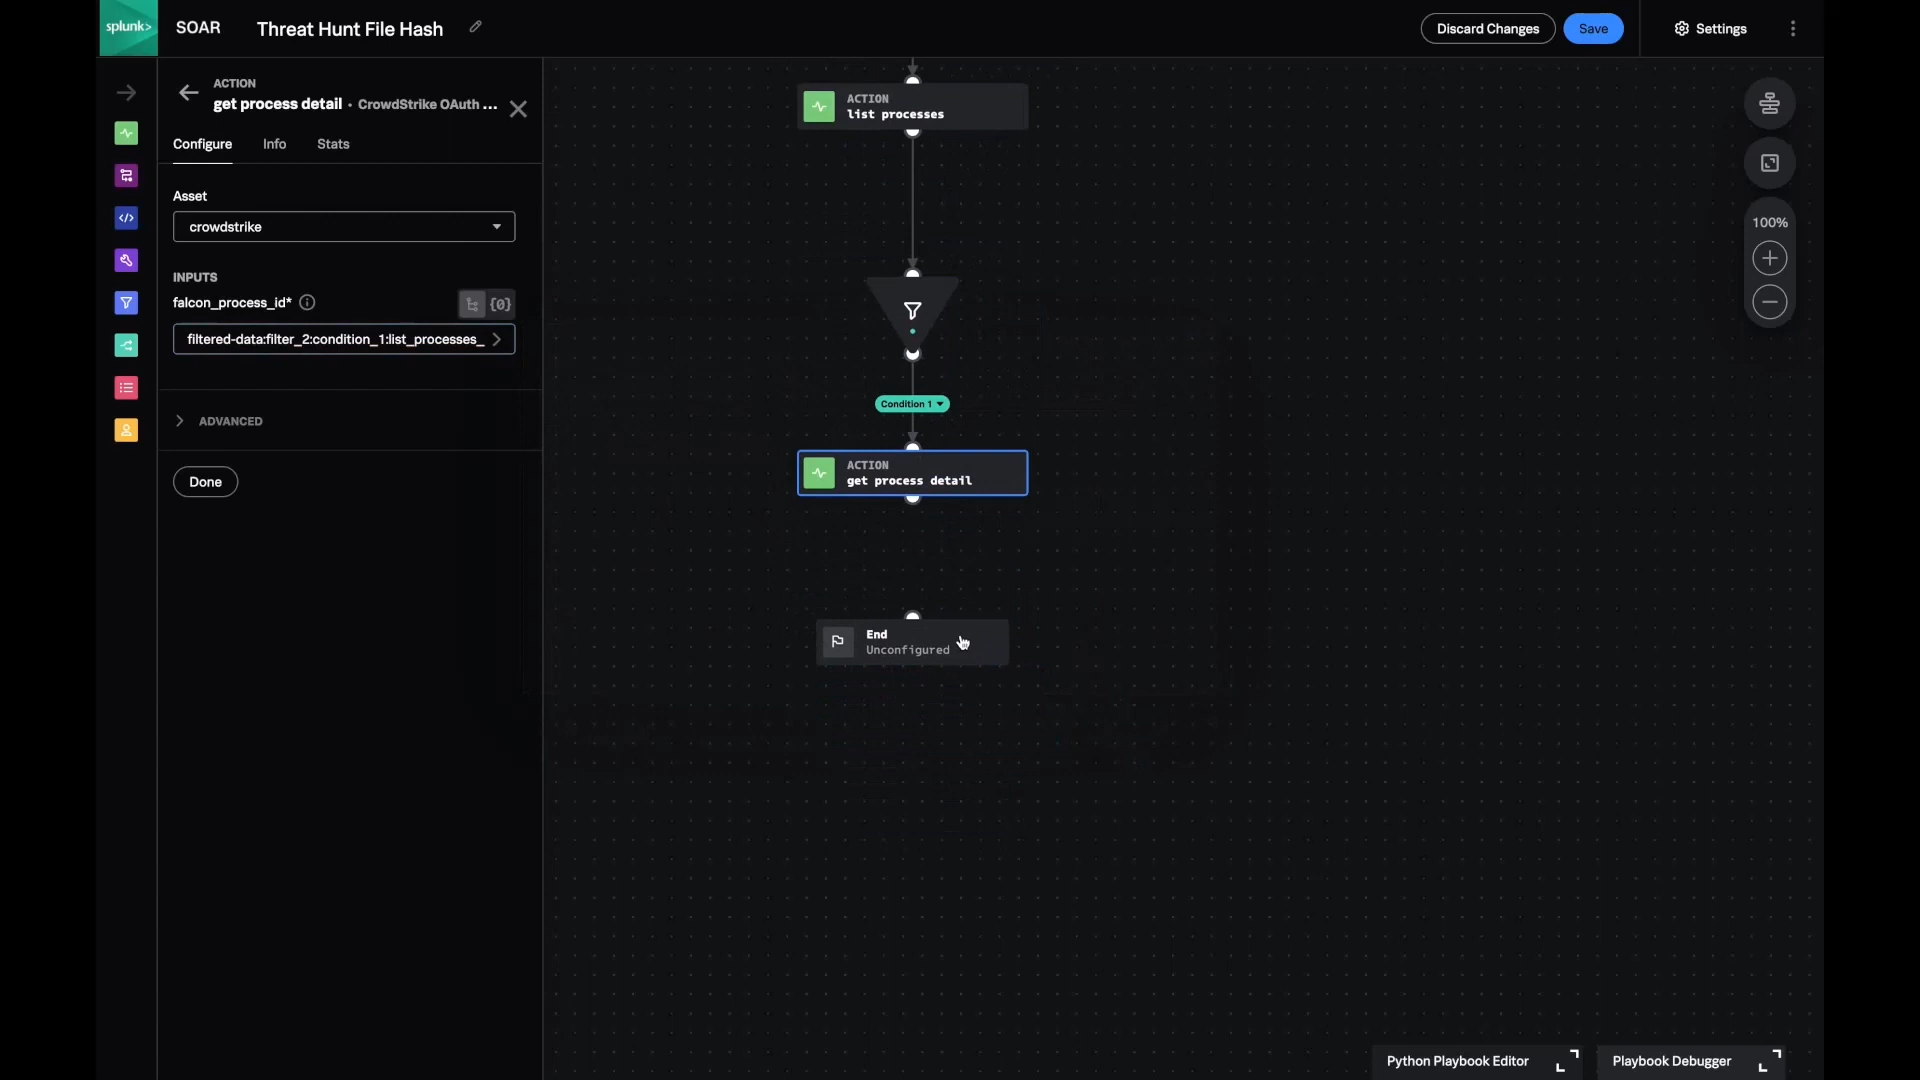 splunk>
SOAR
Threat Hunt File Hash
Discard Changes
Save
Settings
ACTION
get process detail · CrowdStrike OAuth ...
Configure
Info
Stats
Asset
crowdstrike
INPUTS
falcon_process_id*
{0}
filtered-data:filter_2:condition_1:list_processes_
ADVANCED
Done
ACTION
list processes
Condition 1
ACTION
get process detail
End
Unconfigured
100%
Python Playbook Editor
Playbook Debugger